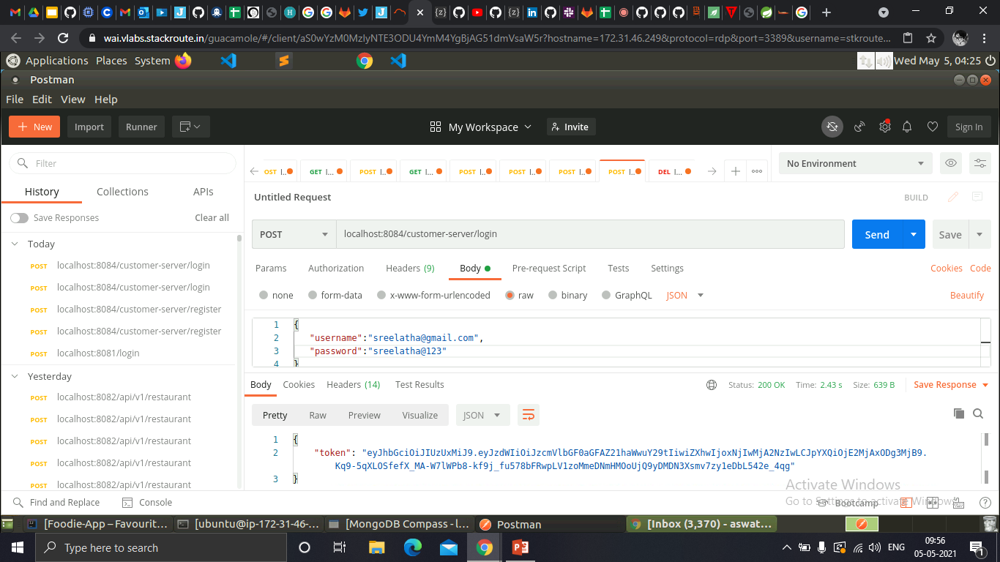 wai.vlabs.stackroute.in/guacamole/#/client/aS0wYzM0MzIyNTE3ODU4YmM4YgBjAG51dmVsaW5r?hostname=172.31.46.249&protocol=rdp&port=3389&username=stkroute...
Applications Places System Wed May 5, 04:25
Postman
File Edit View Help
New Import Runner My Workspace Invite Sign In
Filter
OST l... GET l... POST l... GET l... POST l... POST l... POST l... POST l... DEL l... No Environment
History Collections APIs
Untitled Request BUILD
Save Responses Clear all
POST localhost:8084/customer-server/login Send Save
Today
POST localhost:8084/customer-server/login
POST localhost:8084/customer-server/login
POST localhost:8084/customer-server/register
POST localhost:8084/customer-server/register
POST localhost:8081/login
Yesterday
POST localhost:8082/api/v1/restaurant
POST localhost:8082/api/v1/restaurant
POST localhost:8082/api/v1/restaurant
POST localhost:8082/api/v1/restaurant
POST localhost:8082/api/v1/restaurant
Params Authorization Headers (9) Body Pre-request Script Tests Settings Cookies Code
none form-data x-www-form-urlencoded raw binary GraphQL JSON Beautify
1 {
2 "username":"sreelatha@gmail.com",
3 "password":"sreelatha@123"
4 }
Body Cookies Headers (14) Test Results Status: 200 OK Time: 2.43 s Size: 639 B Save Response
Pretty Raw Preview Visualize JSON
1 {
2 "token": "eyJhbGciOiJIUzUxMiJ9.eyJzdWIiOiJzcmVlbGF0aGFAZ21haWwuY29tIiwiZXhwIjoxNjIwMjA2NzIwLCJpYXQiOjE2MjAxODg3MjB9.
Kq9-5qXLOSfefX_MA-W7lWPb8-kf9j_fu578bFRwpLV1zoMmeDNmHMOoUjQ9yDMDN3Xsmv7zy1eDbL542e_4qg"
3 }
Activate Windows
Go to Settings to activate Windows.
Find and Replace Console Bootcamp
[Foodie-App – Favourit... [ubuntu@ip-172-31-46-... [MongoDB Compass - l... Postman [Inbox (3,370) - aswat...
Type here to search ENG 09:56
05-05-2021
1